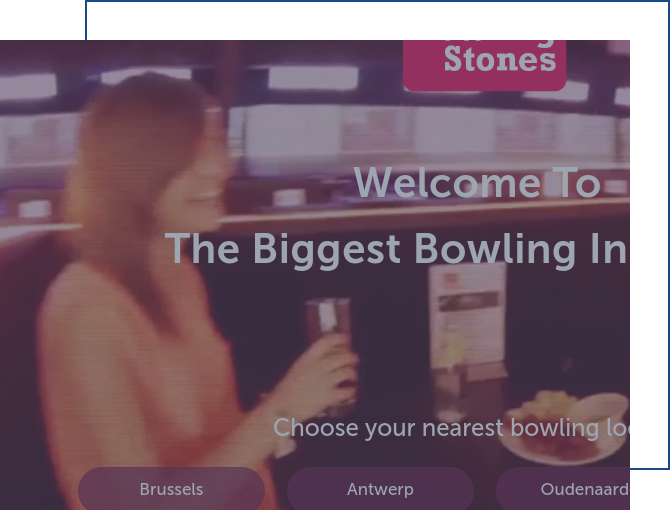 Stones
Welcome To
The Biggest Bowling In
Choose your nearest bowling lo
Brussels
Antwerp
Oudenaard